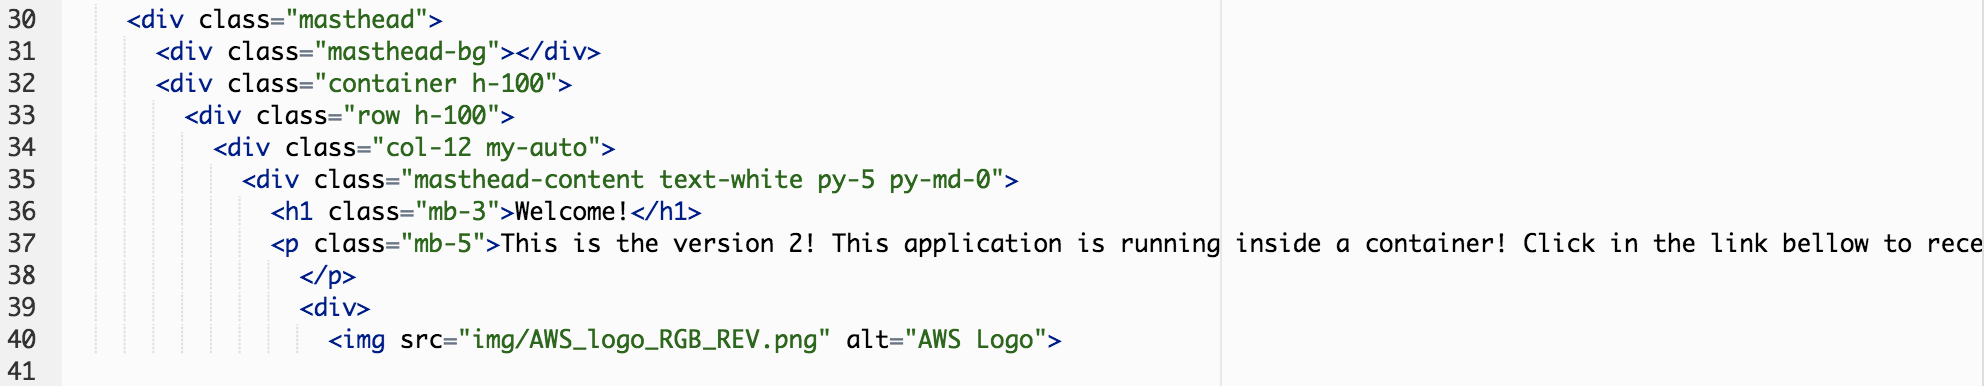 30 <div class="masthead">
31 <div class="masthead-bg"></div>
32 <div class="container h-100">
33 <div class="row h-100">
34 <div class="col-12 my-auto">
35 <div class="masthead-content text-white py-5 py-md-0">
36 <h1 class="mb-3">Welcome!</h1>
37 <p class="mb-5">This is the version 2! This application is running inside a container! Click in the link bellow to rece
38 </p>
39 <div>
40 <img src="img/AWS_logo_RGB_REV.png" alt="AWS Logo">
41